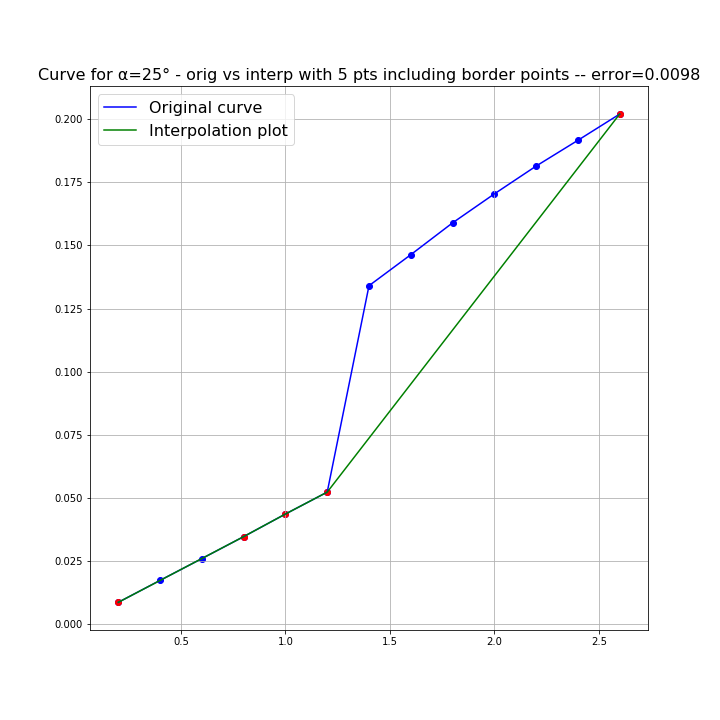 Curve for α=25° - orig vs interp with 5 pts including border points -- error=0.0098
Original curve
Interpolation plot
0.200
0.175
0.150
0.125
0.100
0.075
0.050
0.025
0.000
0.5 1.0 1.5 2.0 2.5